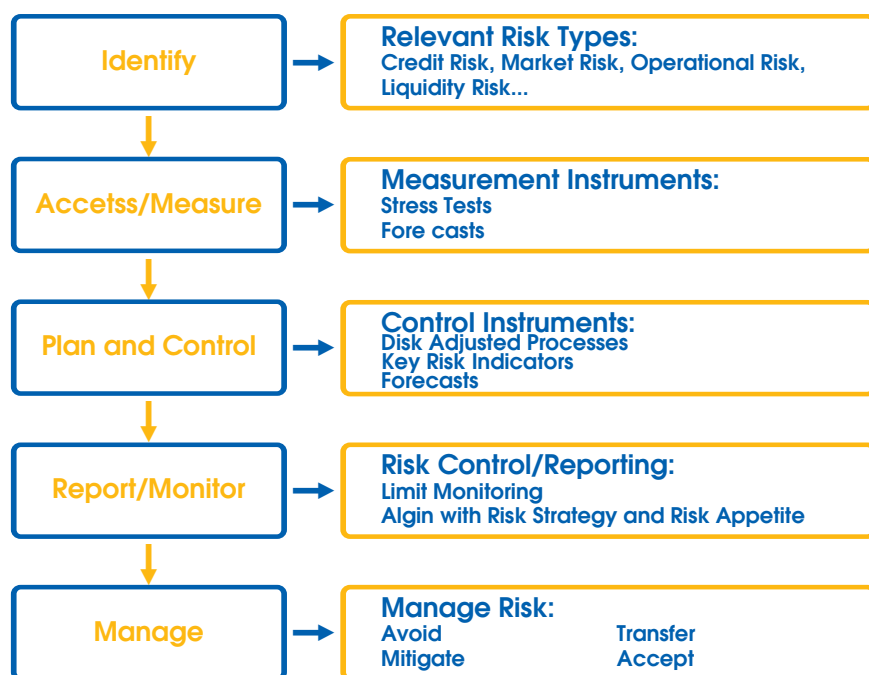 Identify
Relevant Risk Types:
Credit Risk, Market Risk, Operational Risk,
Liquidity Risk...
Accetss/Measure
Measurement Instruments:
Stress Tests
Fore casts
Plan and Control
Control Instruments:
Disk Adjusted Processes
Key Risk Indicators
Forecasts
Report/Monitor
Risk Control/Reporting:
Limit Monitoring
Algin with Risk Strategy and Risk Appetite
Manage
Manage Risk:
Avoid Transfer
Mitigate Accept